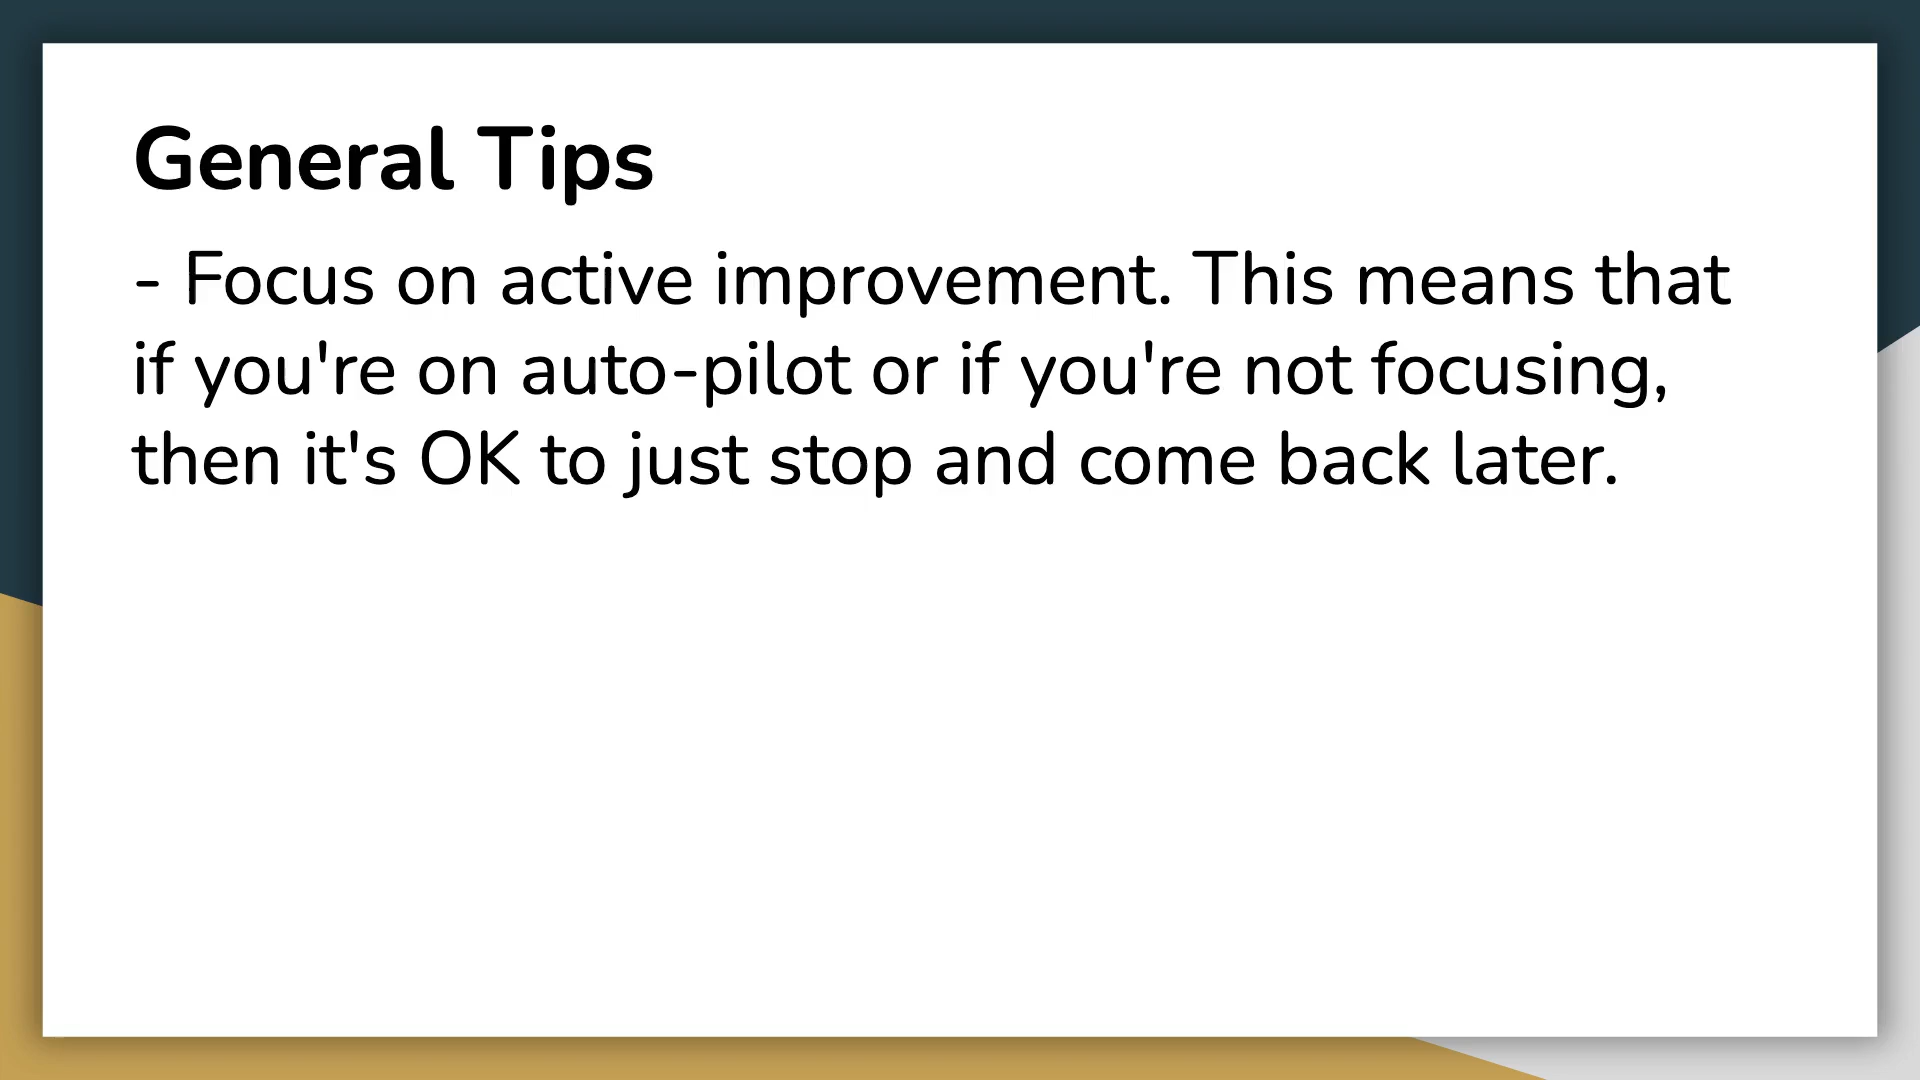 General Tips
- Focus on active improvement. This means that
if you're on auto-pilot or if you're not focusing,
then it's OK to just stop and come back later.